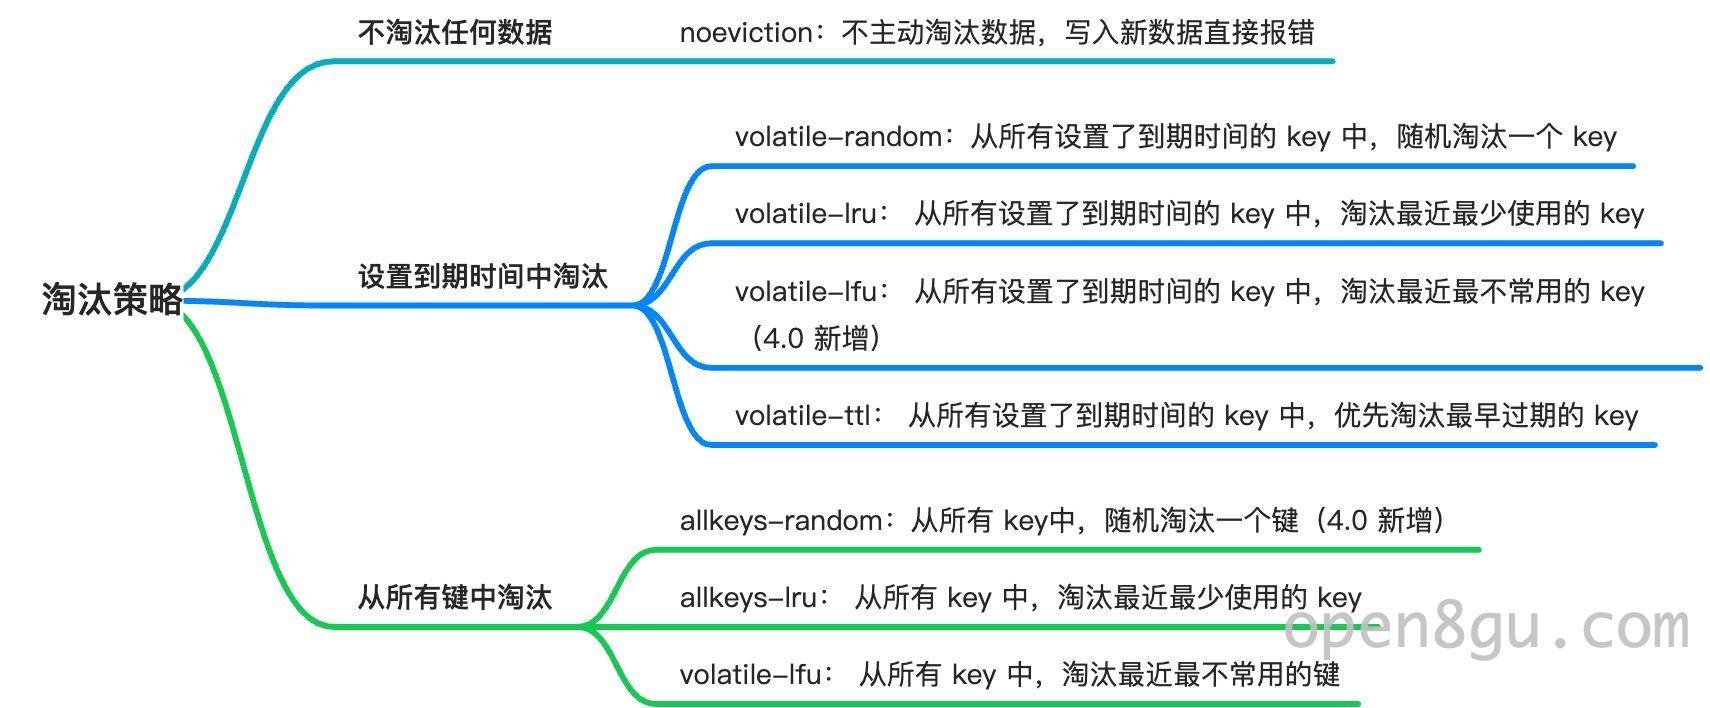 不淘汰任何数据
noeviction：不主动淘汰数据，写入新数据直接报错
volatile-random：从所有设置了到期时间的 key 中，随机淘汰一个 key
volatile-lru： 从所有设置了到期时间的 key 中，淘汰最近最少使用的 key
设置到期时间中淘汰
volatile-lfu： 从所有设置了到期时间的 key 中，淘汰最近最不常用的 key
（4.0 新增）
淘汰策略
volatile-ttl： 从所有设置了到期时间的 key 中，优先淘汰最早过期的 key
allkeys-random：从所有 key中，随机淘汰一个键（4.0 新增）
从所有键中淘汰
allkeys-lru： 从所有 key 中，淘汰最近最少使用的 key
open8gu.com
volatile-lfu： 从所有 key 中，淘汰最近最不常用的键